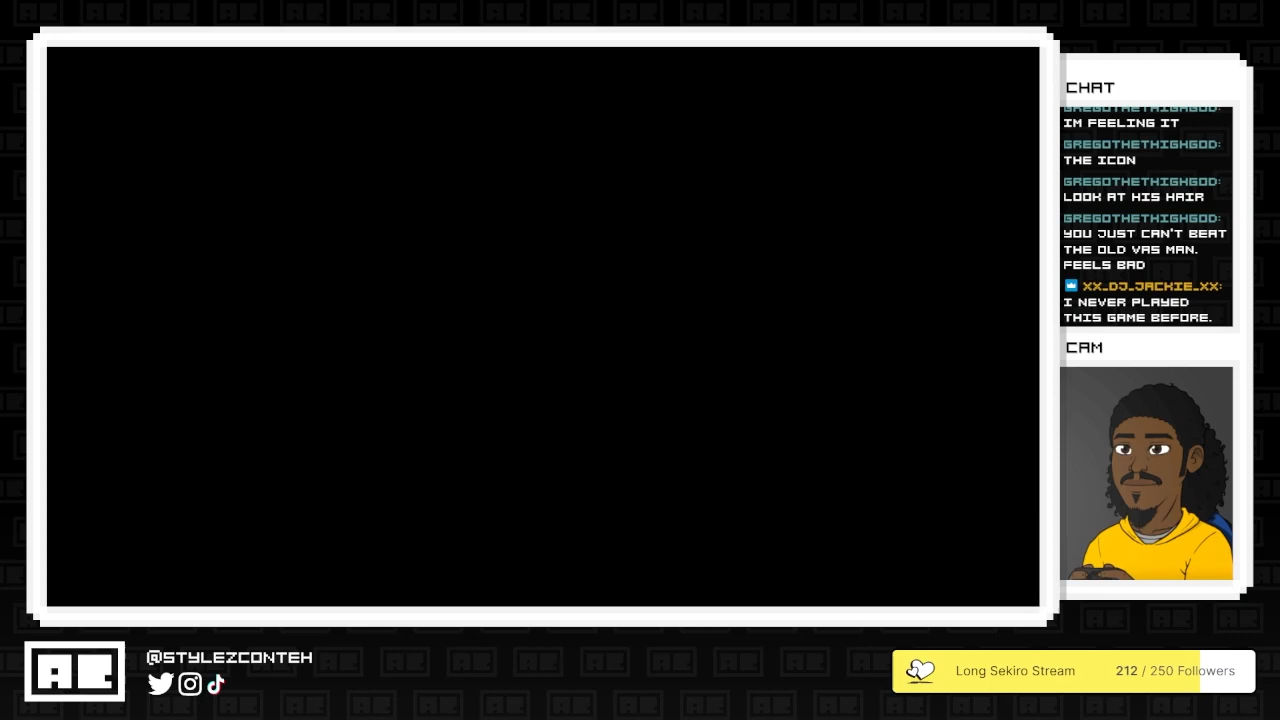 CHAT
GREGOTHETHIGHGOD:
IM FEELING IT
GREGOTHETHIGHGOD:
THE ICON
GREGOTHETHIGHGOD:
LOOK AT HIS HAIR
GREGOTHETHIGHGOD:
YOU JUST CAN'T BEAT
THE OLD VAS MAN.
FEELS BAD
XX_DJ_JACKIE_XX:
I NEVER PLAYED
THIS GAME BEFORE.
CAM
@STYLEZCONTEH
Long Sekiro Stream 212 / 250 Followers